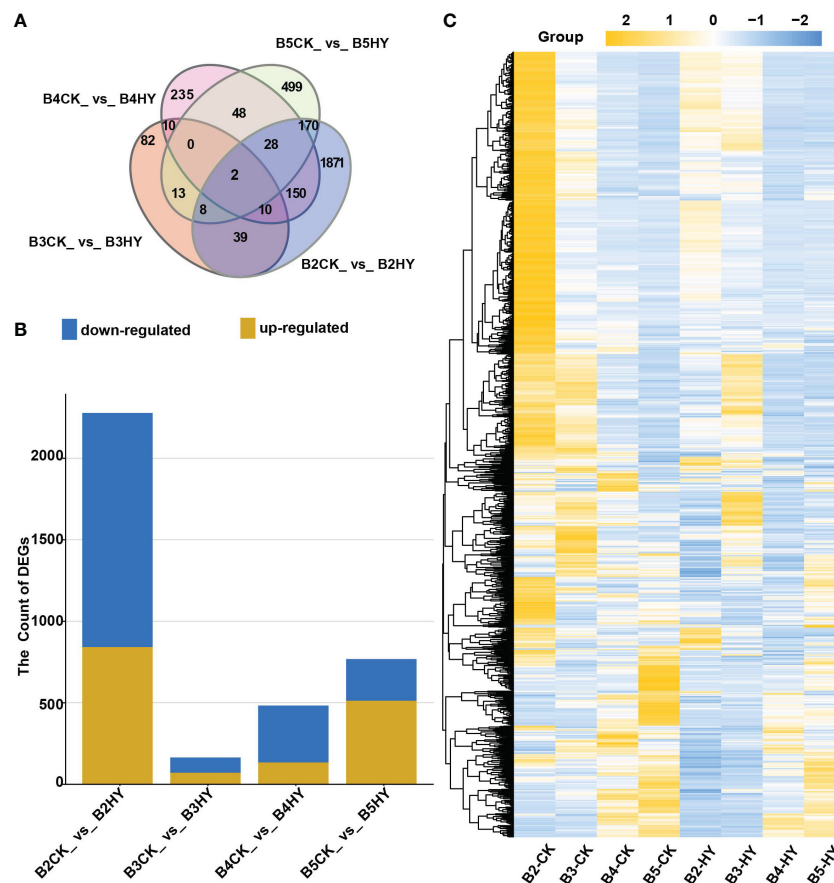 A
B5CK_ vs_ B5HY
B4CK_ vs_ B4HY
235
499
10
48
170
82
0
28
1871
2
13
150
8
10
39
B3CK_ vs_ B3HY
B2CK_ vs_ B2HY
B
down-regulated
up-regulated
The Count of DEGs
2000
1500
1000
500
0
B2CK_ vs_ B2HY
B3CK_ vs_ B3HY
B4CK_ vs_ B4HY
B5CK_ vs_ B5HY
C
Group
2 1 0 −1 −2
B2-CK
B3-CK
B4-CK
B5-CK
B2-HY
B3-HY
B4-HY
B5-HY